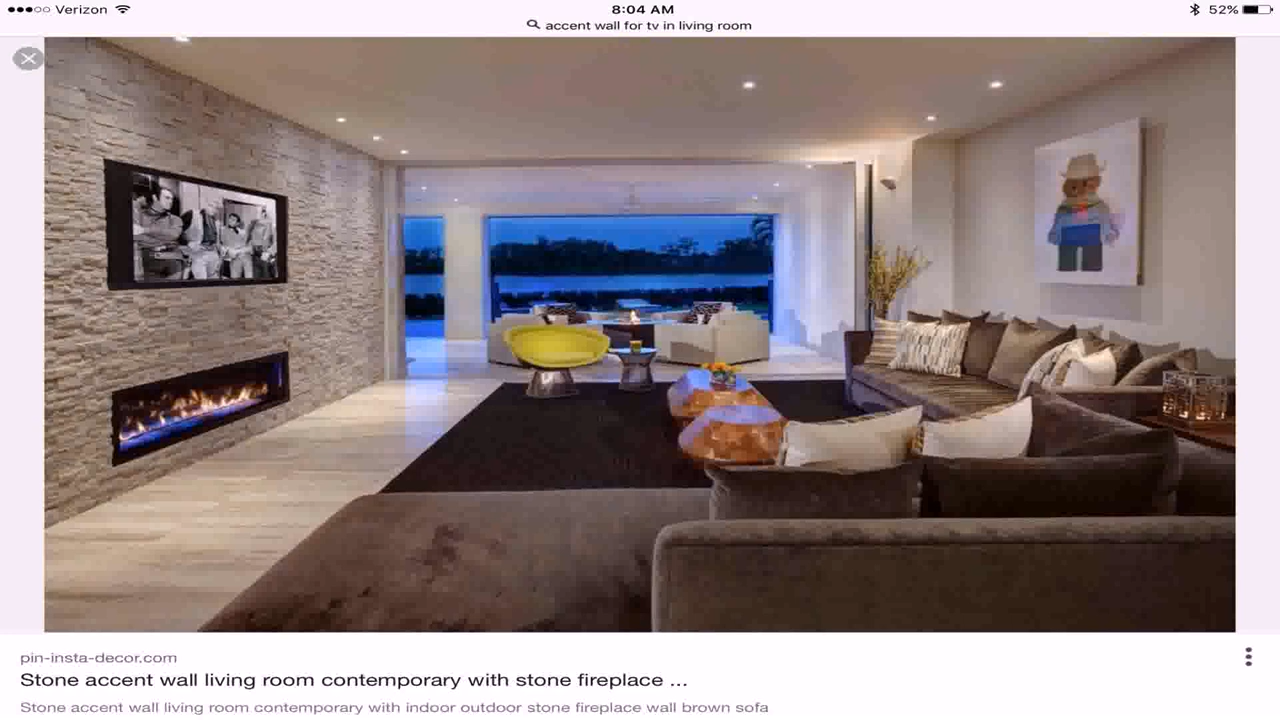 Verizon
8:04 AM
52%
accent wall for tv in living room
pin-insta-decor.com
Stone accent wall living room contemporary with stone fireplace ...
Stone accent wall living room contemporary with indoor outdoor stone fireplace wall brown sofa